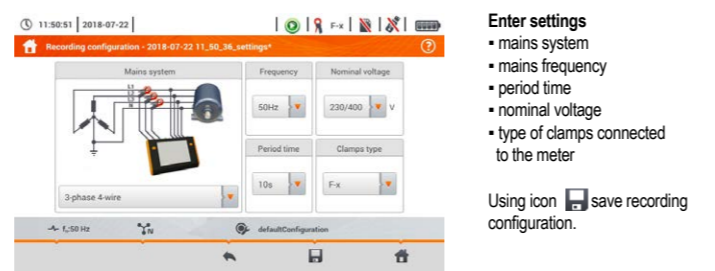 11:50:51 2018-07-22 F-x
Recording configuration - 2018-07-22 11_50_36_settings* ?
Mains system
L1
L2
L3
N
3-phase 4-wire
Frequency
50Hz
Nominal voltage
230/400 V
Period time
10s
Clamps type
F-x
fₙ:50 Hz N defaultConfiguration
Enter settings
▪ mains system
▪ mains frequency
▪ period time
▪ nominal voltage
▪ type of clamps connected
to the meter
Using icon save recording
configuration.